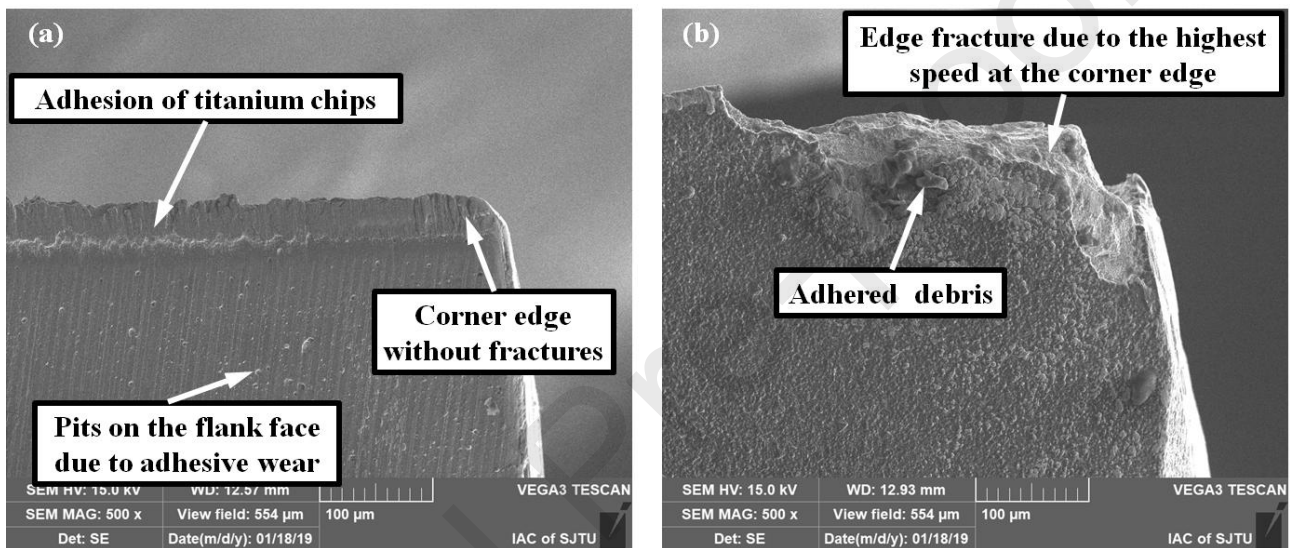 (a)
Adhesion of titanium chips
Corner edge
without fractures
Pits on the flank face
due to adhesive wear
SEM HV: 15.0 kV WD: 12.57 mm VEGA3 TESCAN
SEM MAG: 500 x View field: 554 µm 100 µm
Det: SE Date(m/d/y): 01/18/19 IAC of SJTU
(b)
Edge fracture due to the highest
speed at the corner edge
Adhered debris
SEM HV: 15.0 kV WD: 12.93 mm VEGA3 TESCAN
SEM MAG: 500 x View field: 554 µm 100 µm
Det: SE Date(m/d/y): 01/18/19 IAC of SJTU